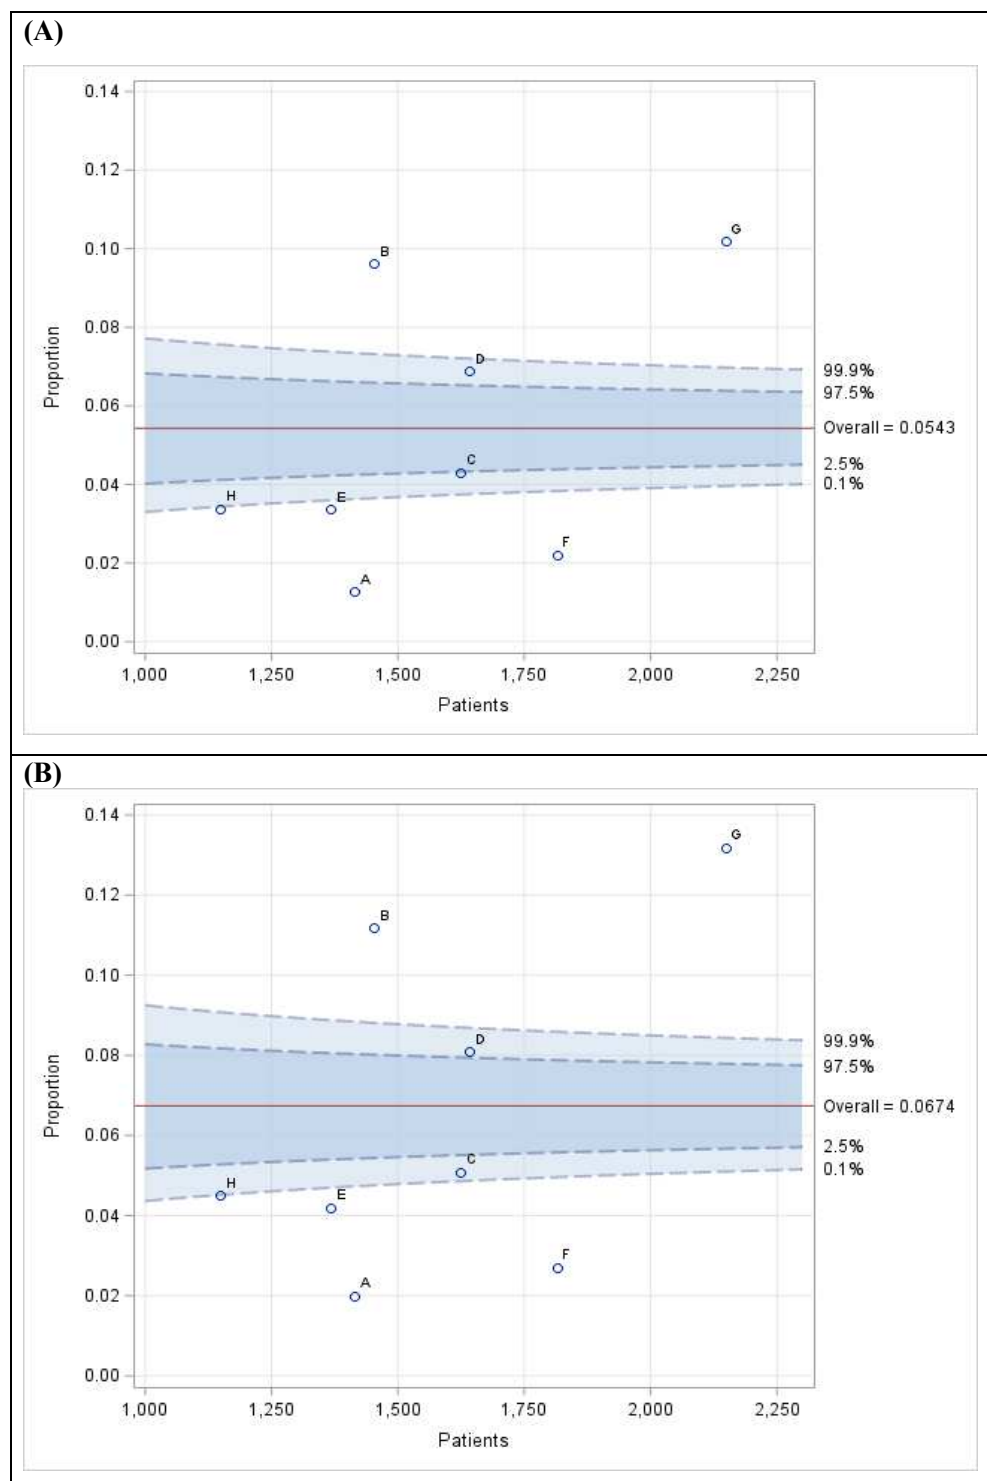 (A)
0.14
0.12
0.10
0.08
0.06
0.04
0.02
0.00
Proportion
G
B
D
C
H
E
F
A
99.9%
97.5%
Overall = 0.0543
2.5%
0.1%
1,000 1,250 1,500 1,750 2,000 2,250
Patients
(B)
0.14
0.12
0.10
0.08
0.06
0.04
0.02
0.00
Proportion
G
B
D
C
H
E
F
A
99.9%
97.5%
Overall = 0.0674
2.5%
0.1%
1,000 1,250 1,500 1,750 2,000 2,250
Patients